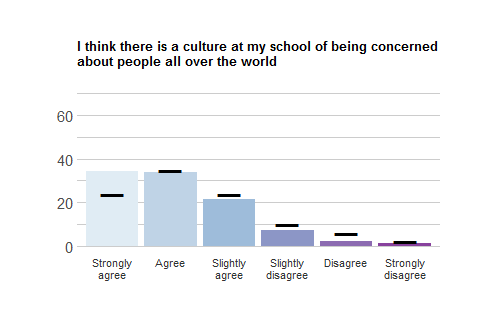 I think there is a culture at my school of being concerned
about people all over the world
60
40
20
0
Strongly
agree
Agree
Slightly
agree
Slightly
disagree
Disagree
Strongly
disagree